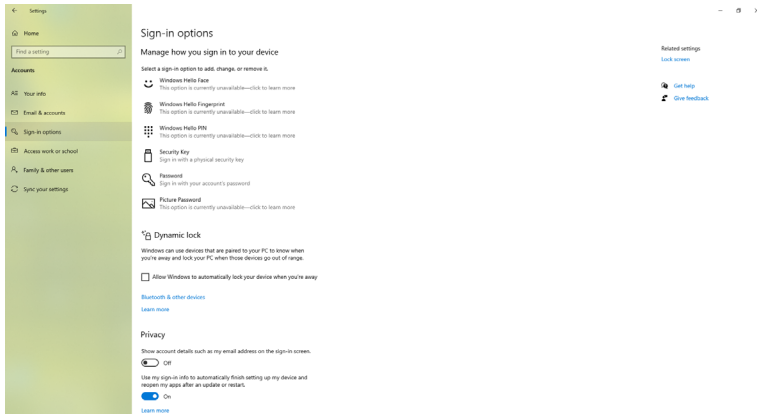 Settings
Home
Find a setting
Accounts
Your info
Email & accounts
Sign-in options
Access work or school
Family & other users
Sync your settings
Sign-in options
Manage how you sign in to your device
Select a sign-in option to add, change, or remove it.
Windows Hello Face
This option is currently unavailable—click to learn more
Windows Hello Fingerprint
This option is currently unavailable—click to learn more
Windows Hello PIN
This option is currently unavailable—click to learn more
Security Key
Sign in with a physical security key
Password
Sign in with your account's password
Picture Password
This option is currently unavailable—click to learn more
Dynamic lock
Windows can use devices that are paired to your PC to know when
you're away and lock your PC when those devices go out of range.
Allow Windows to automatically lock your device when you're away
Bluetooth & other devices
Learn more
Privacy
Show account details such as my email address on the sign-in screen.
Off
Use my sign-in info to automatically finish setting up my device and
reopen my apps after an update or restart.
On
Learn more
Related settings
Lock screen
Get help
Give feedback